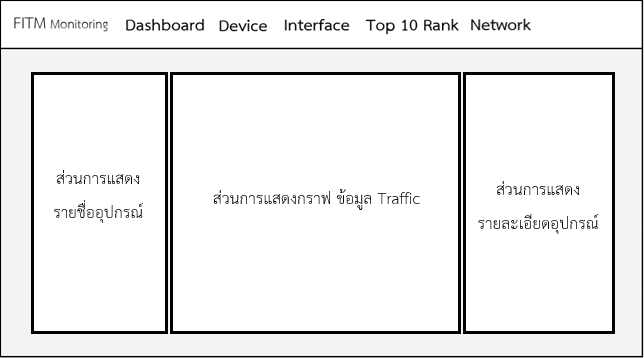 FITM Monitoring Dashboard Device Interface Top 10 Rank Network
ส่วนการแสดง
รายชื่ออุปกรณ์
ส่วนการแสดงกราฟ ข้อมูล Traffic
ส่วนการแสดง
รายละเอียดอุปกรณ์